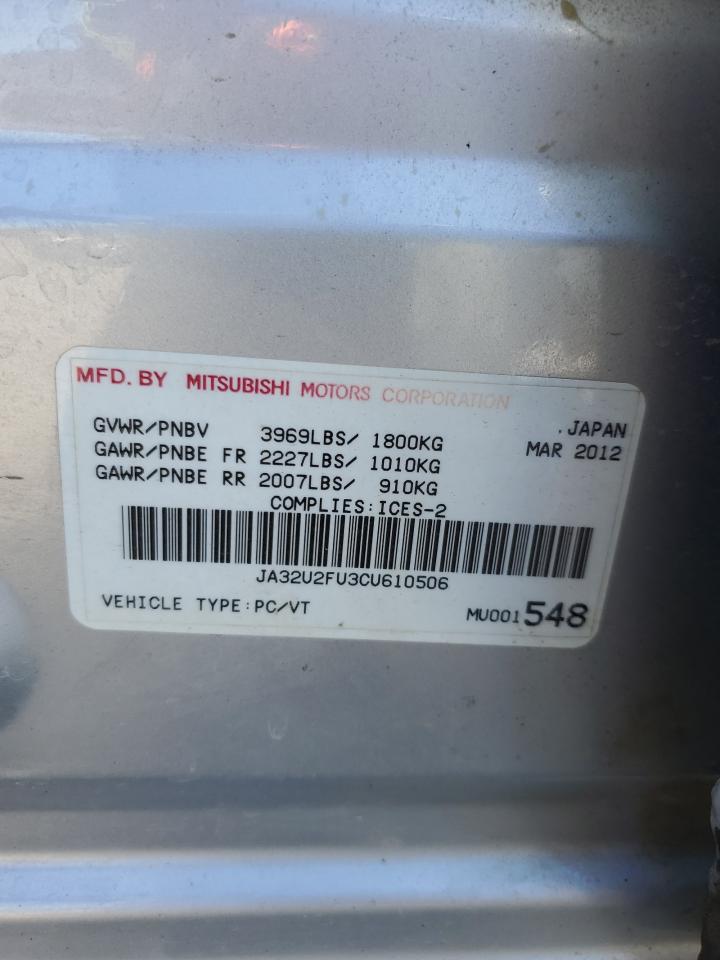 MFD. BY MITSUBISHI MOTORS CORPORATION
GVWR/PNBV 3969LBS/ 1800KG .JAPAN
GAWR/PNBE FR 2227LBS/ 1010KG MAR 2012
GAWR/PNBE RR 2007LBS/ 910KG
COMPLIES:ICES-2
JA32U2FU3CU610506
VEHICLE TYPE:PC/VT MU001548